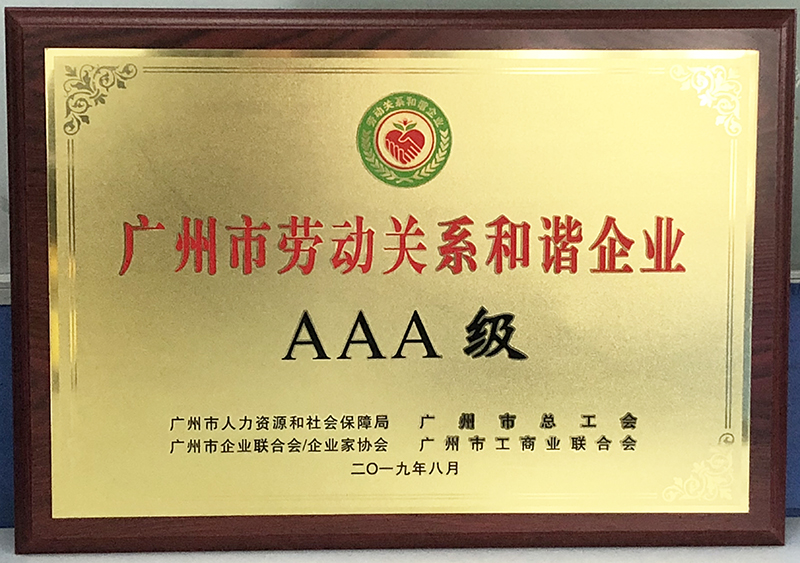 劳动关系和谐企业
广州市劳动关系和谐企业
AAA级
广州市人力资源和社会保障局 广州市总工会
广州市企业联合会/企业家协会 广州市工商业联合会
二〇一九年八月